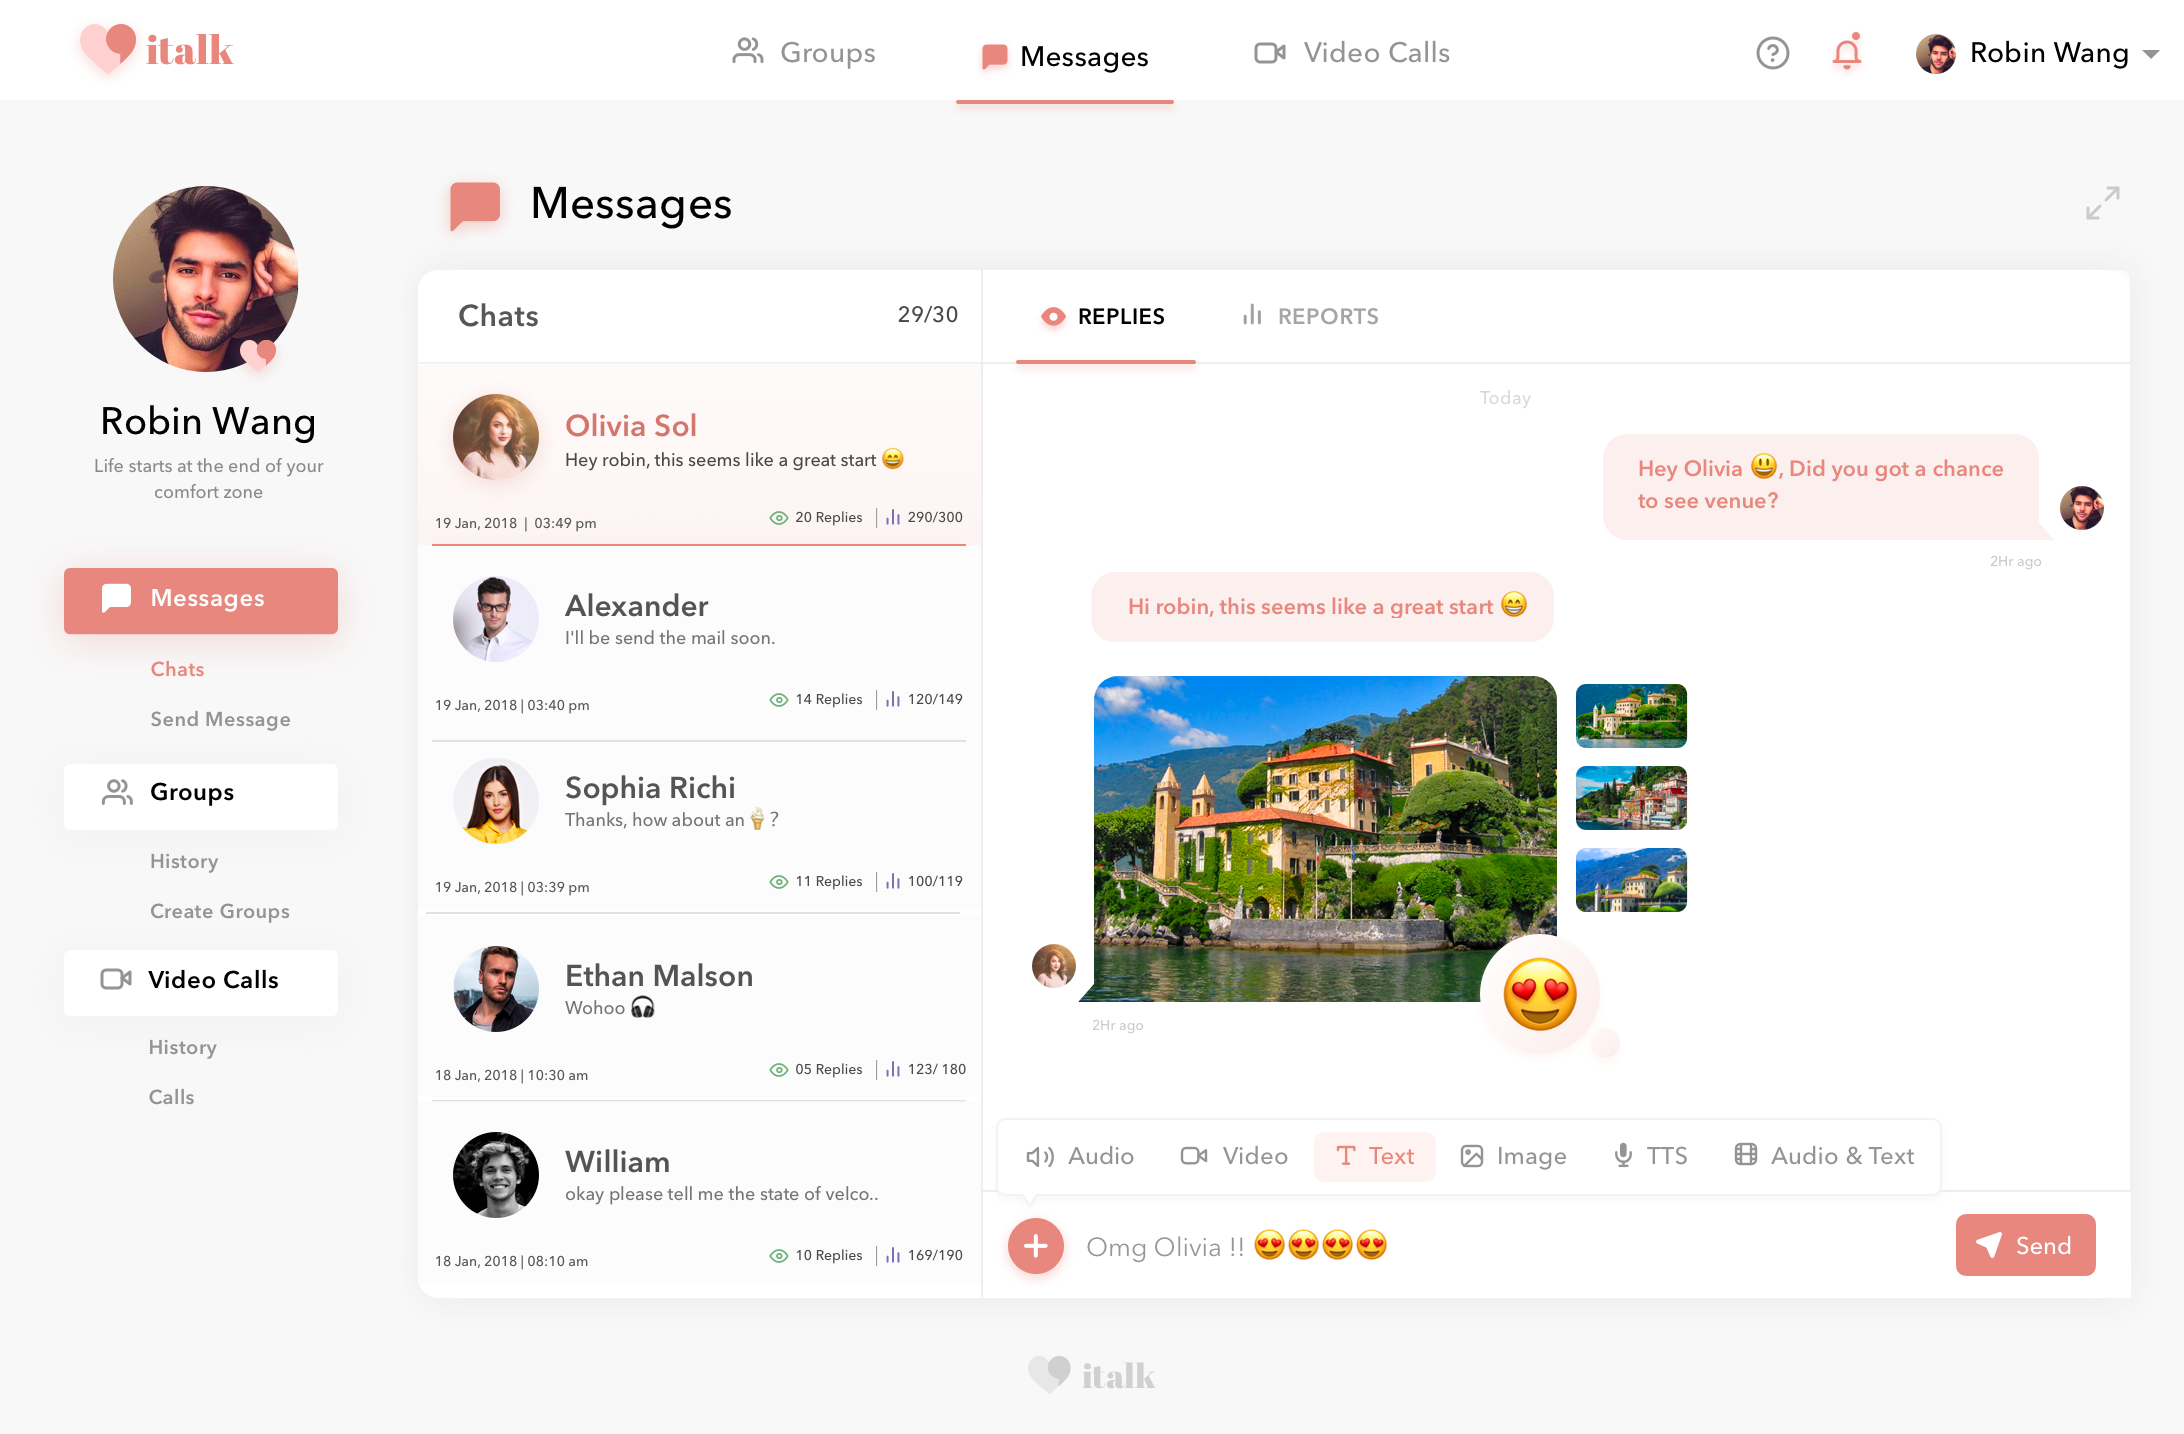 italk
Groups
Messages
Video Calls
Robin Wang
Messages
Robin Wang
Life starts at the end of your
comfort zone
Messages
Chats
Send Message
Groups
History
Create Groups
Video Calls
History
Calls
Chats
29/30
Olivia Sol
Hey robin, this seems like a great start 😄
19 Jan, 2018 | 03:49 pm
20 Replies
290/300
Alexander
I'll be send the mail soon.
19 Jan, 2018 | 03:40 pm
14 Replies
120/149
Sophia Richi
Thanks, how about an 🍦 ?
19 Jan, 2018 | 03:39 pm
11 Replies
100/119
Ethan Malson
Wohoo 🎧
18 Jan, 2018 | 10:30 am
05 Replies
123/ 180
William
okay please tell me the state of velco..
18 Jan, 2018 | 08:10 am
10 Replies
169/190
REPLIES
REPORTS
Today
Hey Olivia 😃, Did you got a chance
to see venue?
2Hr ago
Hi robin, this seems like a great start 😁
2Hr ago
Audio
Video
Text
Image
TTS
Audio & Text
Omg Olivia !! 😍😍😍😍
Send
italk